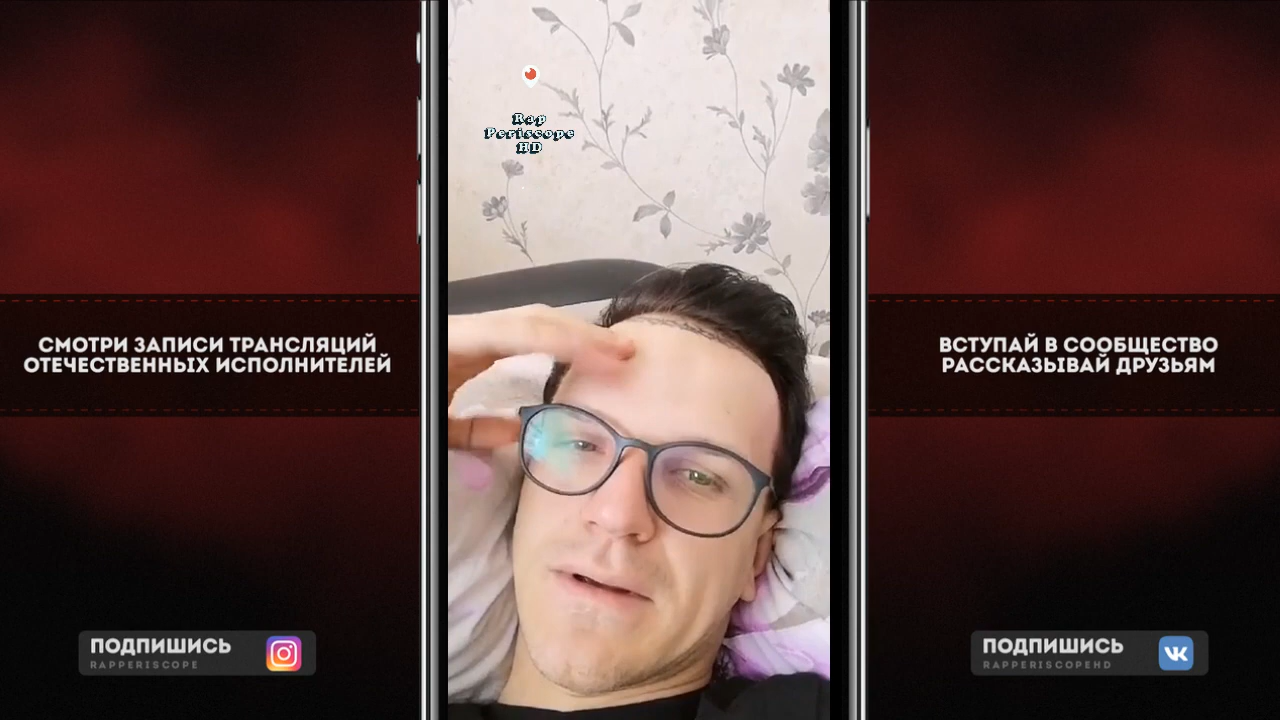 Rap
Periscope
HD
СМОТРИ ЗАПИСИ ТРАНСЛЯЦИЙ
ОТЕЧЕСТВЕННЫХ ИСПОЛНИТЕЛЕЙ
ВСТУПАЙ В СООБЩЕСТВО
РАССКАЗЫВАЙ ДРУЗЬЯМ
ПОДПИШИСЬ
RAPPERISCOPE
ПОДПИШИСЬ
RAPPERISCOPEHD